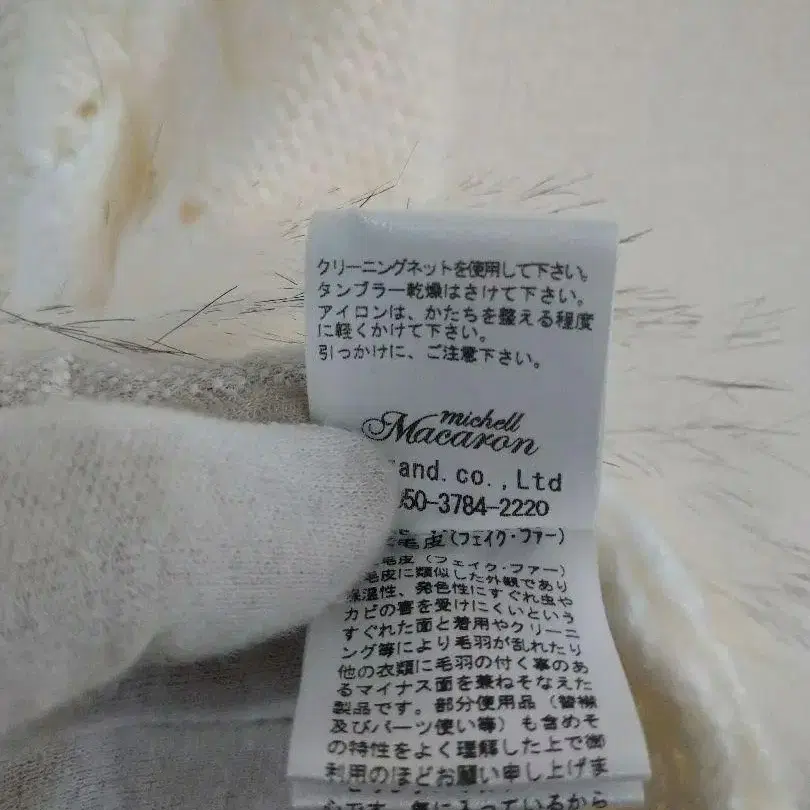 クリーニングネットを使用して下さい。
タンブラー乾燥はさけて下さい。
アイロンは、かたちを整える程度
に軽くかけて下さい。
引っかけに、ご注意下さい。
michell
Macaron
and.co.,Ltd
50-3784-2220
毛皮(フェイク・ファー)
毛皮(フェイク・ファー)
毛皮に類似した外観であり
保温性、発色性にすぐれ虫や
カビの害を受けにくいという
すぐれた面と着用やクリーニ
ング等により毛羽が乱れたり
他の衣類に毛羽の付く事のあ
るマイナス面を兼ねそなえた
製品です。部分使用品(替襟
及びパーツ使い等)も含めそ
の特性をよく理解した上で御
利用のほどお願い申し上げま